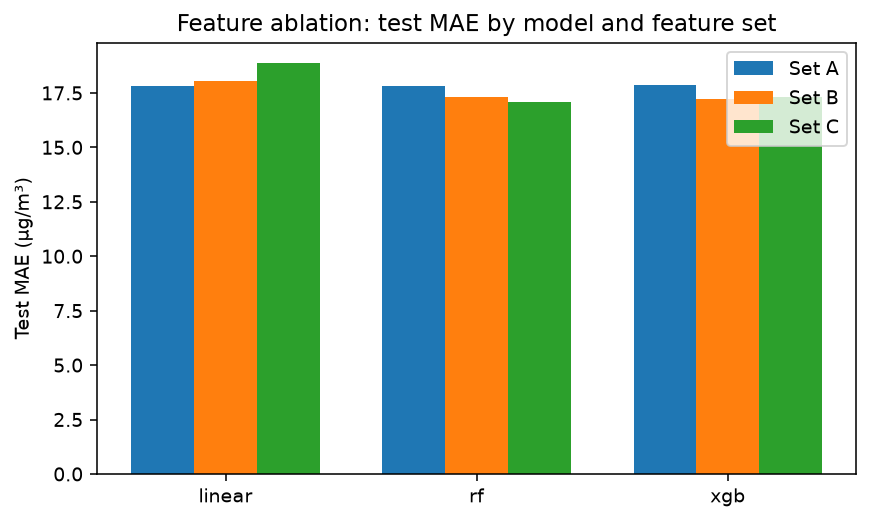 Feature ablation: test MAE by model and feature set
Test MAE (µg/m³)
17.5
15.0
12.5
10.0
7.5
5.0
2.5
0.0
Set A
Set B
Set C
linear
rf
xgb